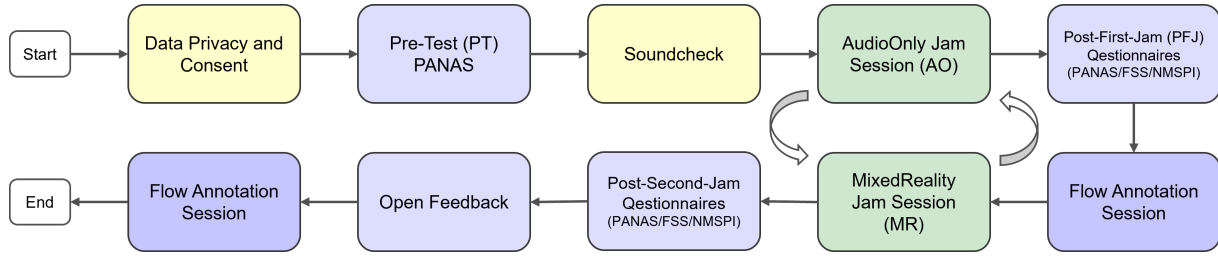 Start
Data Privacy and
Consent
Pre-Test (PT)
PANAS
Soundcheck
AudioOnly Jam
Session (AO)
Post-First-Jam (PFJ)
Qestionnaires
(PANAS/FSS/NMSPI)
Flow Annotation
Session
MixedReality
Jam Session
(MR)
Post-Second-Jam
Qestionnaires
(PANAS/FSS/NMSPI)
Open Feedback
Flow Annotation
Session
End